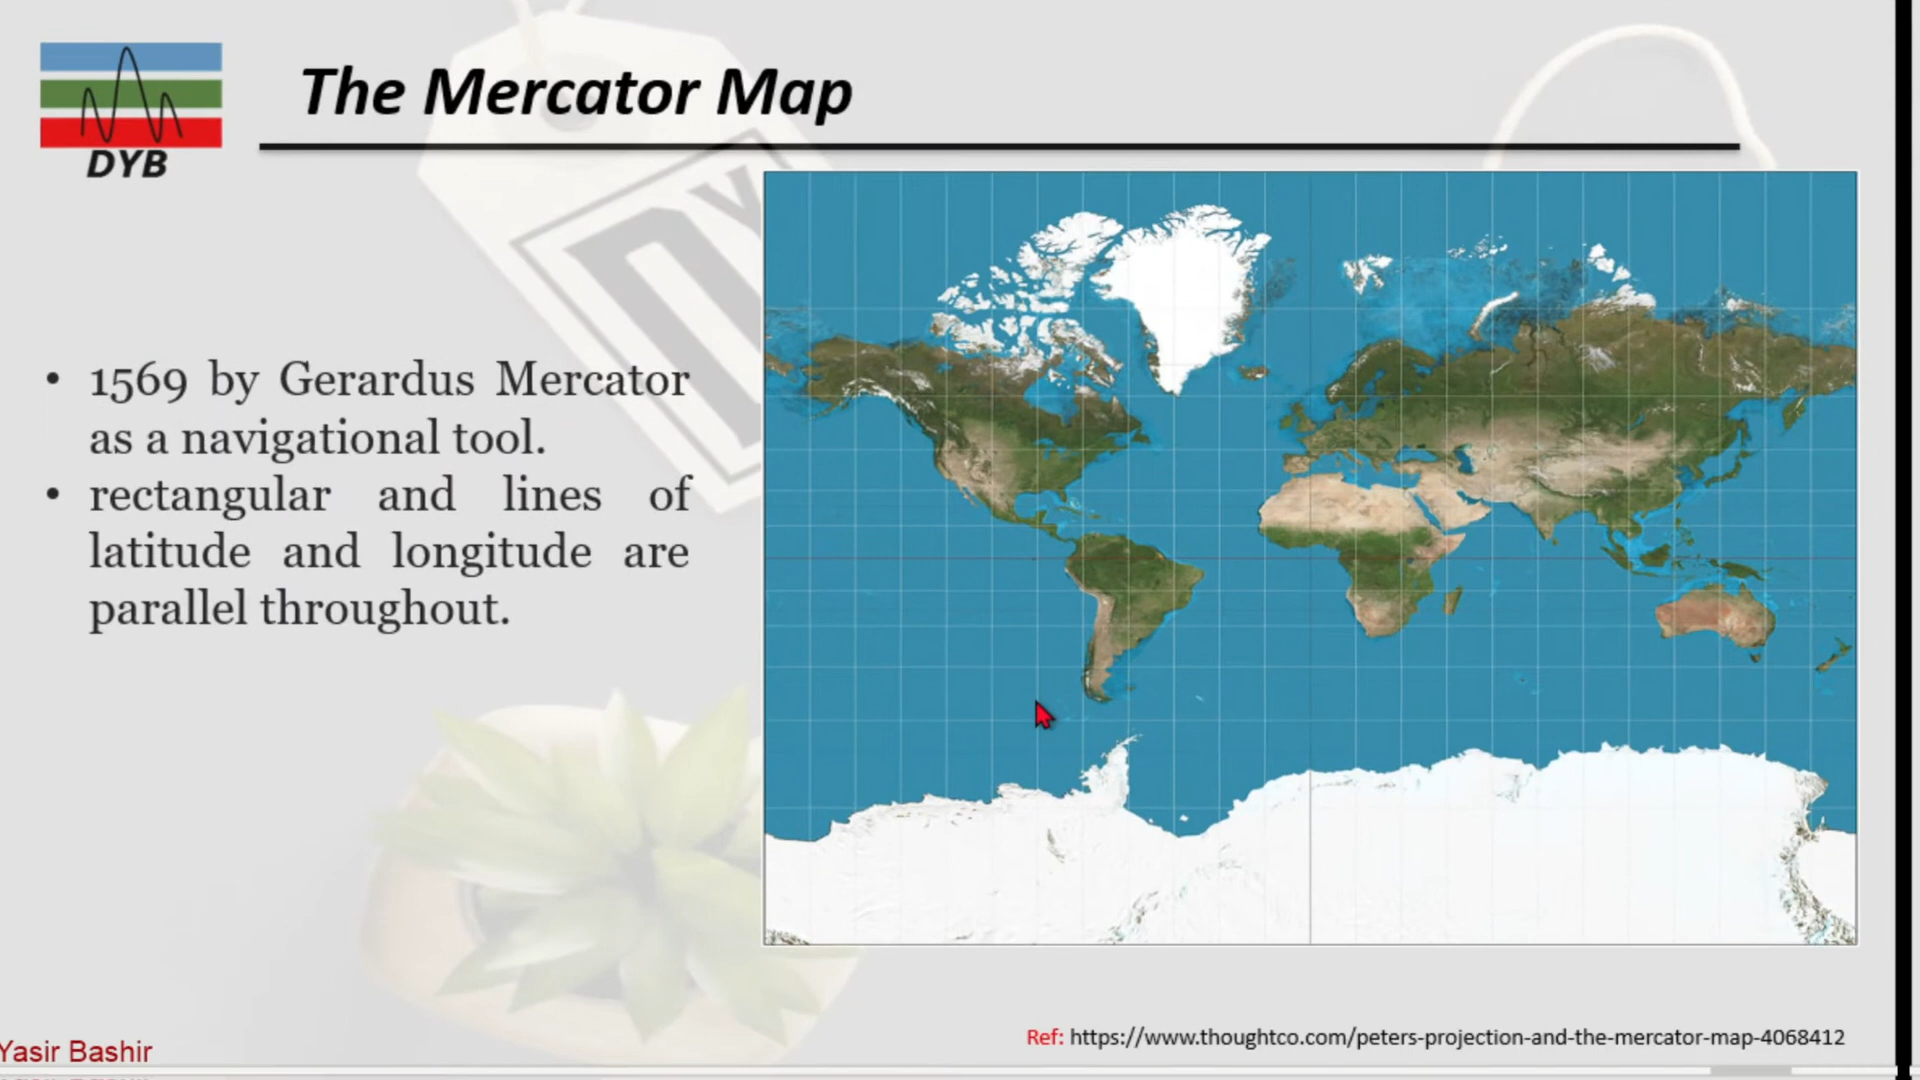 The Mercator Map
DYB
• 1569 by Gerardus Mercator
as a navigational tool.
• rectangular and lines of
latitude and longitude are
parallel throughout.
Ref: https://www.thoughtco.com/peters-projection-and-the-mercator-map-4068412
Yasir Bashir